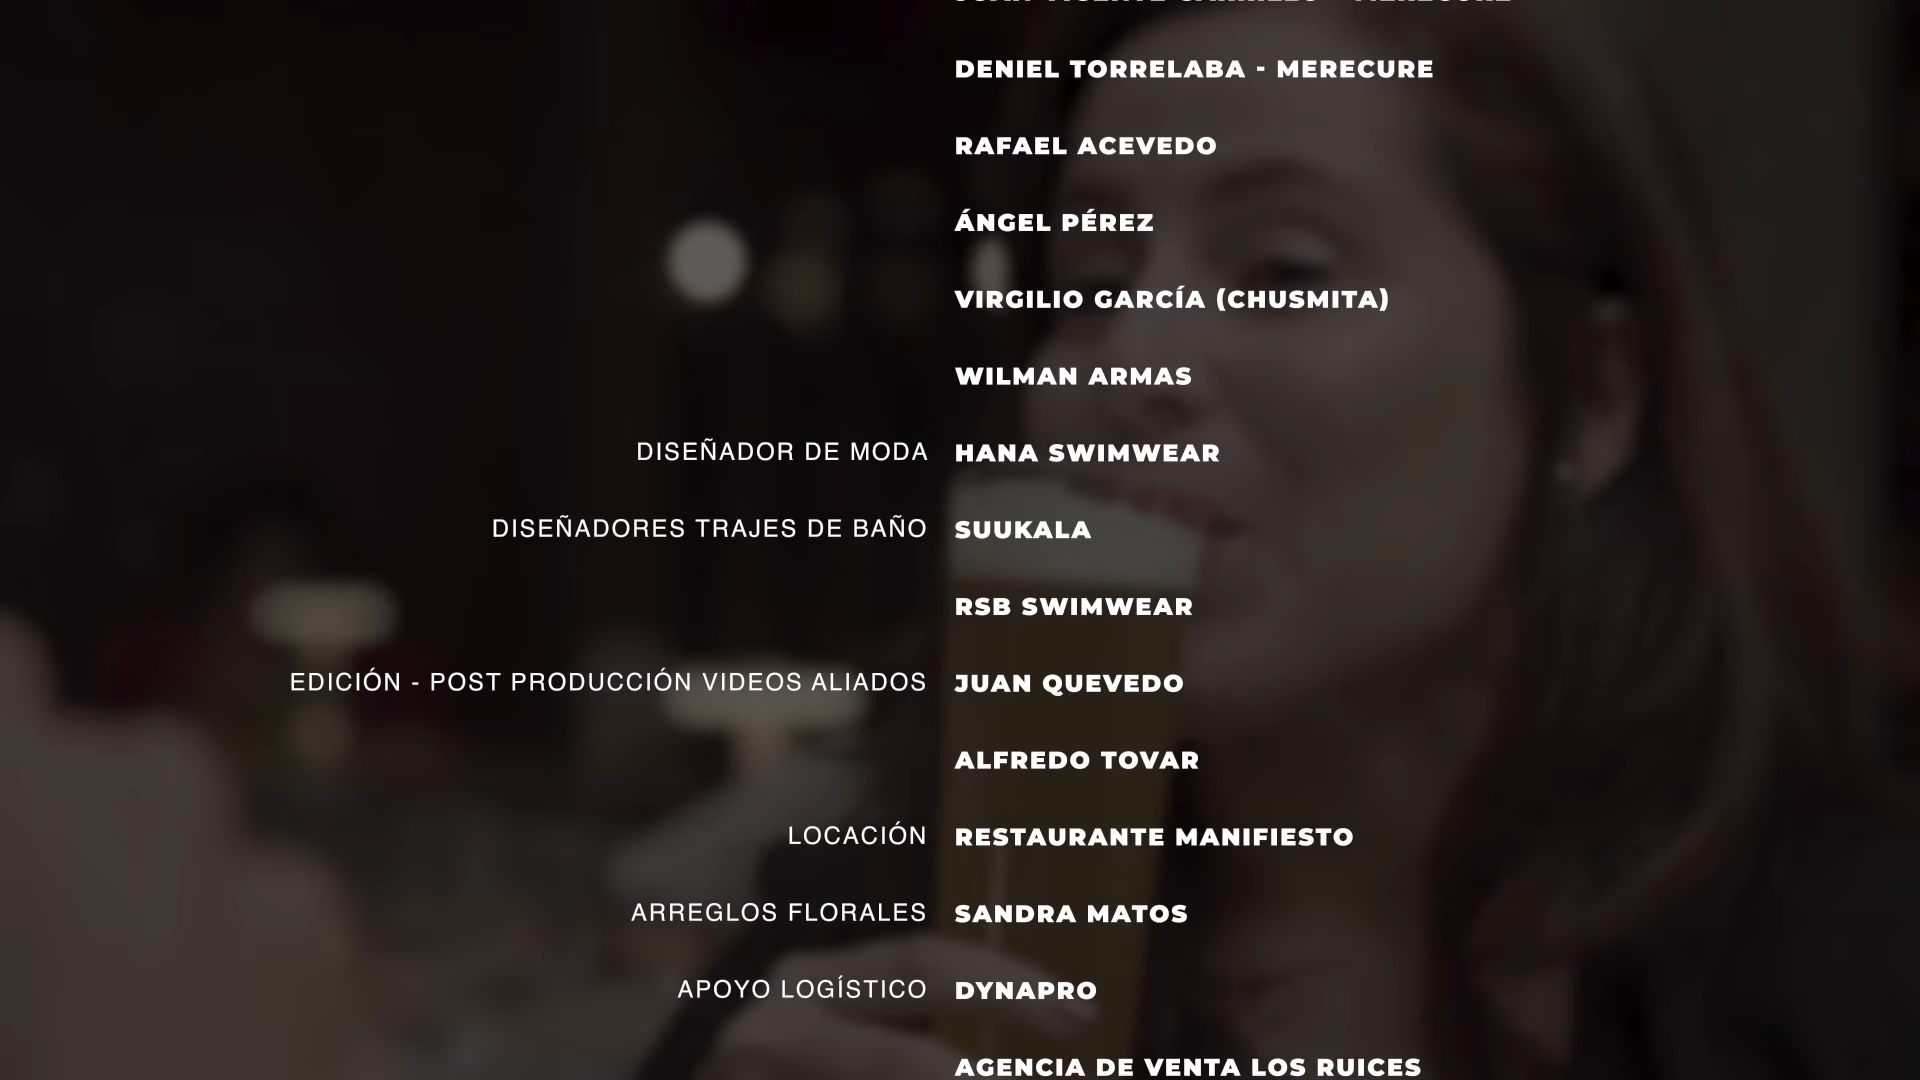 DENIEL TORRELABA - MERECURE
RAFAEL ACEVEDO
ÁNGEL PÉREZ
VIRGILIO GARCÍA (CHUSMITA)
WILMAN ARMAS
DISEÑADOR DE MODA HANA SWIMWEAR
DISEÑADORES TRAJES DE BAÑO SUUKALA
RSB SWIMWEAR
EDICIÓN - POST PRODUCCIÓN VIDEOS ALIADOS JUAN QUEVEDO
ALFREDO TOVAR
LOCACIÓN RESTAURANTE MANIFIESTO
ARREGLOS FLORALES SANDRA MATOS
APOYO LOGÍSTICO DYNAPRO
AGENCIA DE VENTA LOS RUICES